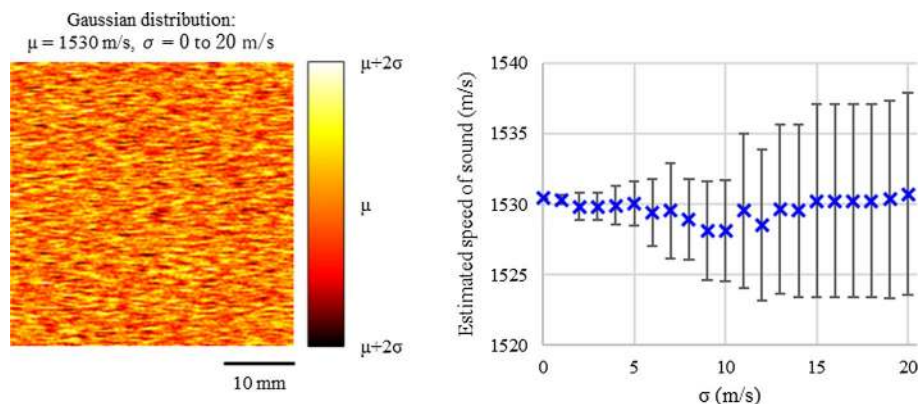 Gaussian distribution:
μ = 1530 m/s, σ = 0 to 20 m/s
μ+2σ
μ
μ÷2σ
10 mm
Estimated speed of sound (m/s)
1540
1535
1530
1525
1520
0 5 10 15 20
σ (m/s)